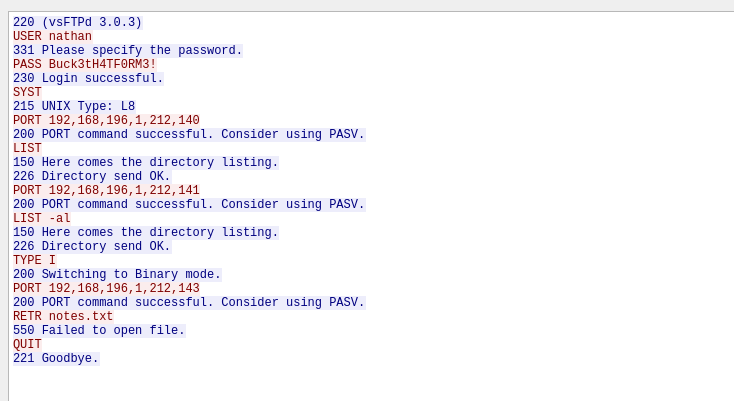 220 (vsFTPd 3.0.3)
USER nathan
331 Please specify the password.
PASS Buck3tH4TF0RM3!
230 Login successful.
SYST
215 UNIX Type: L8
PORT 192,168,196,1,212,140
200 PORT command successful. Consider using PASV.
LIST
150 Here comes the directory listing.
226 Directory send OK.
PORT 192,168,196,1,212,141
200 PORT command successful. Consider using PASV.
LIST -al
150 Here comes the directory listing.
226 Directory send OK.
TYPE I
200 Switching to Binary mode.
PORT 192,168,196,1,212,143
200 PORT command successful. Consider using PASV.
RETR notes.txt
550 Failed to open file.
QUIT
221 Goodbye.